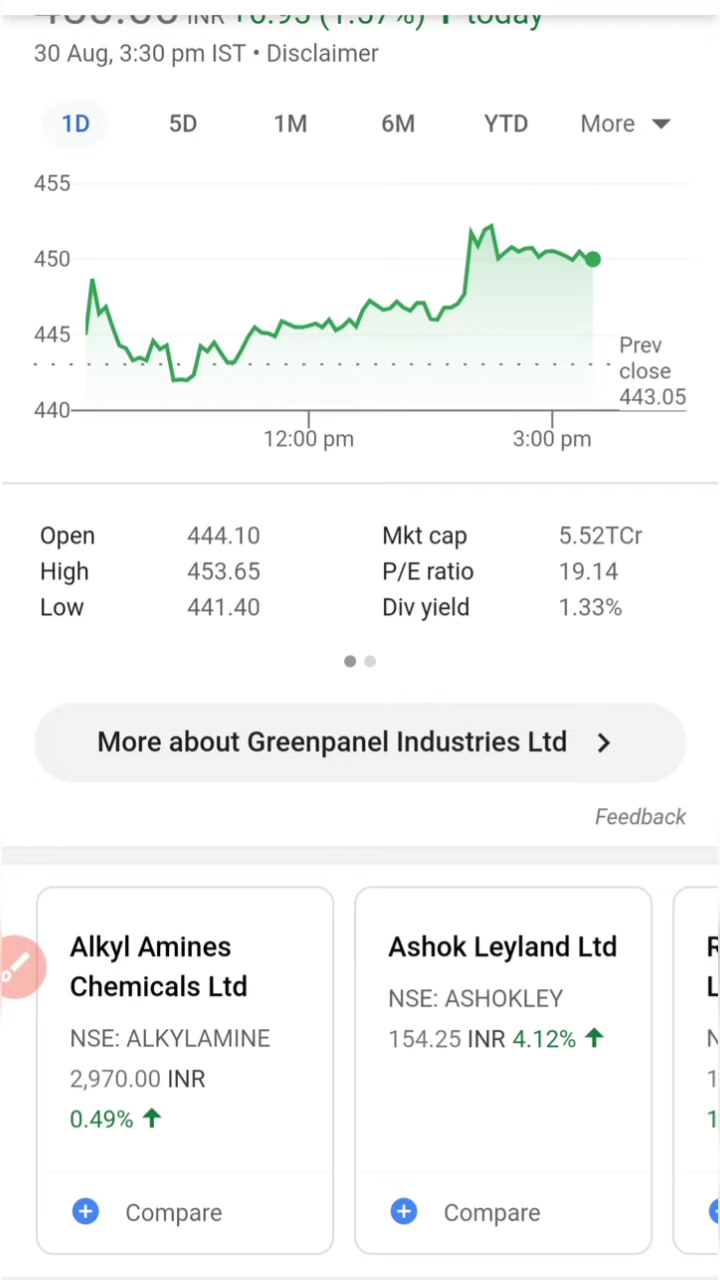 INR today
30 Aug, 3:30 pm IST • Disclaimer
1D 5D 1M 6M YTD More
455
450
445
440
Prev
close
443.05
12:00 pm 3:00 pm
Open 444.10 Mkt cap 5.52TCr
High 453.65 P/E ratio 19.14
Low 441.40 Div yield 1.33%
More about Greenpanel Industries Ltd
Feedback
Alkyl Amines
Chemicals Ltd
NSE: ALKYLAMINE
2,970.00 INR
0.49%
Compare
Ashok Leyland Ltd
NSE: ASHOKLEY
154.25 INR 4.12%
Compare